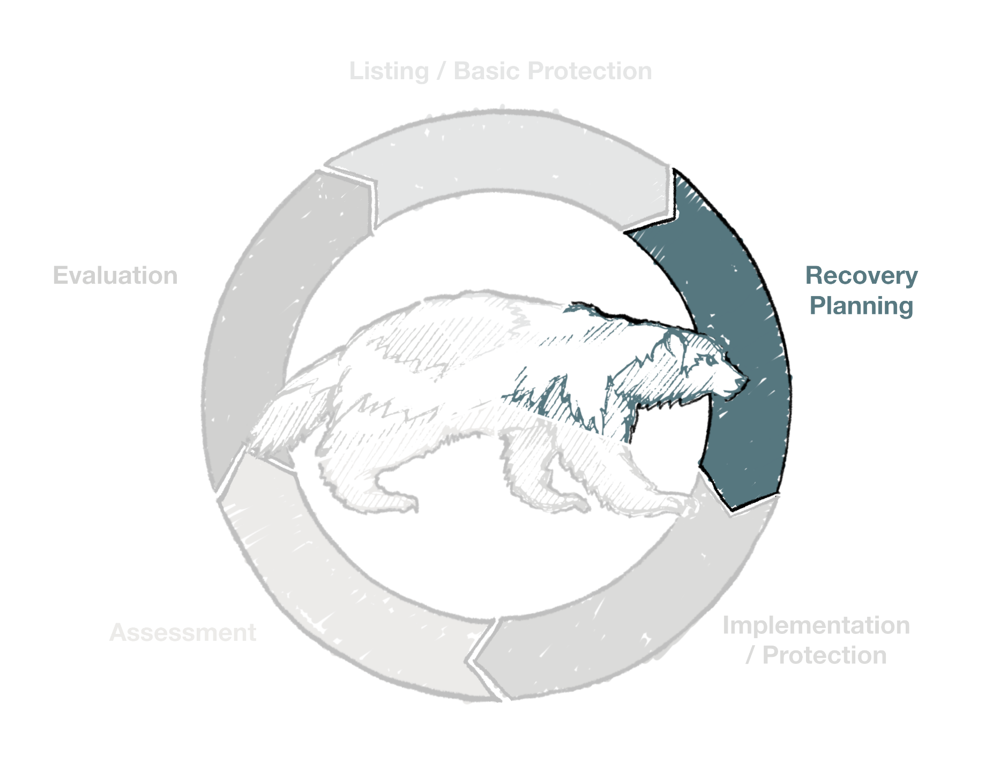 Listing / Basic Protection
Evaluation
Recovery
Planning
Assessment
Implementation
/ Protection